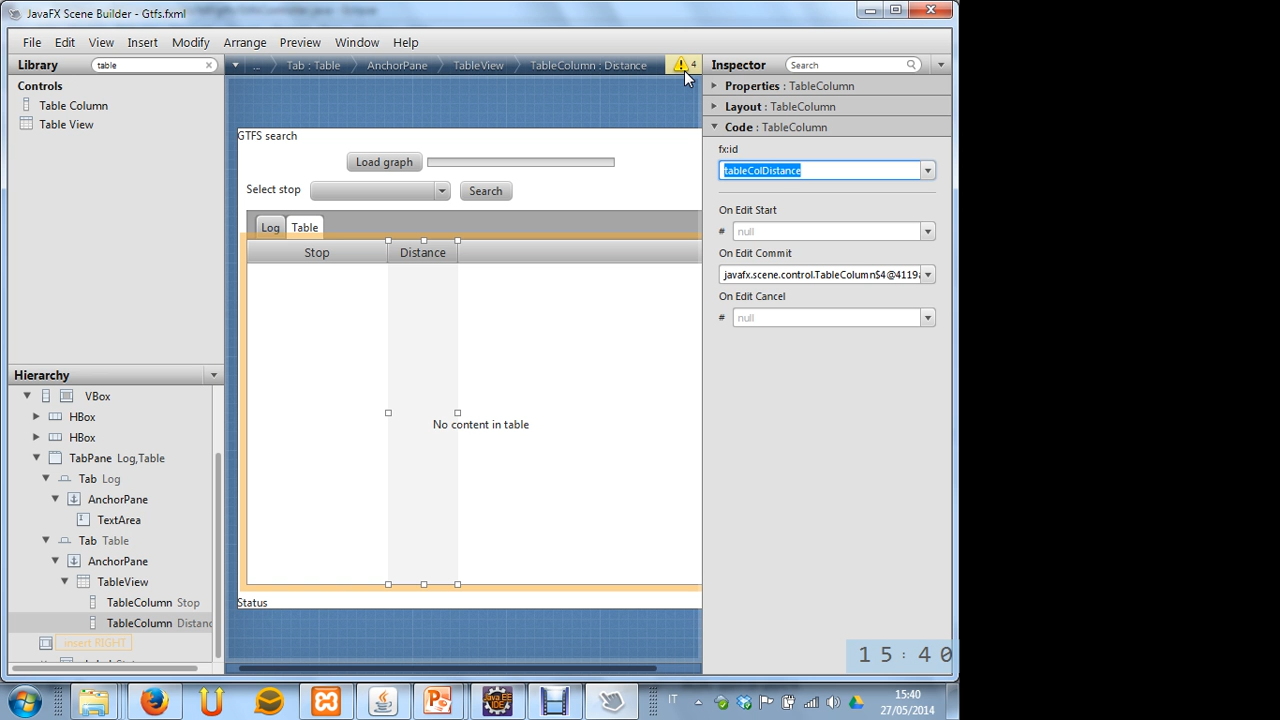 JavaFX Scene Builder - Gtfs.fxml
File Edit View Insert Modify Arrange Preview Window Help
Library
table
Controls
Table Column
Table View
... Tab : Table AnchorPane TableView TableColumn : Distance 4
GTFS search
Load graph
Select stop
Search
Log Table
Stop Distance
No content in table
Status
Inspector
Search
Properties : TableColumn
Layout : TableColumn
Code : TableColumn
fx:id
tableColDistance
On Edit Start
# null
On Edit Commit
javafx.scene.control.TableColumn$4@4119
On Edit Cancel
# null
Hierarchy
VBox
HBox
HBox
TabPane Log,Table
Tab Log
AnchorPane
TextArea
Tab Table
AnchorPane
TableView
TableColumn Stop
TableColumn Distanc
insert RIGHT
15:40
Java EE
IDE
IT
15:40
27/05/2014